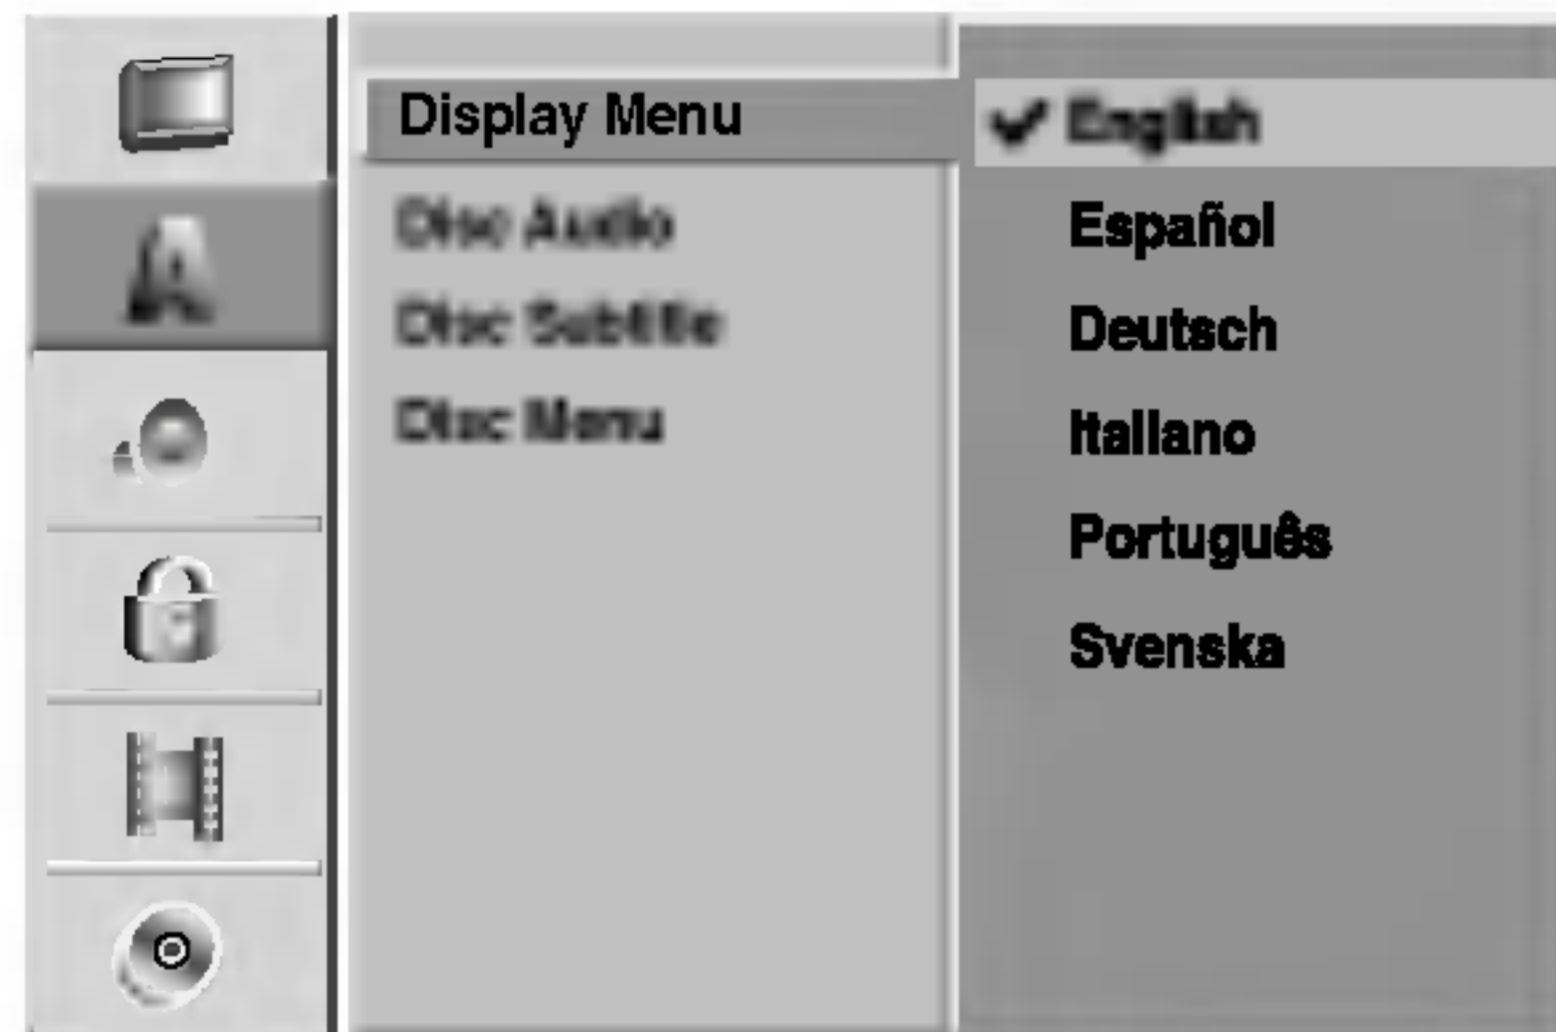 Display Menu
Disc Audio
Disc Subtitle
Disc Menu
English
Español
Deutsch
Italiano
Português
Svenska